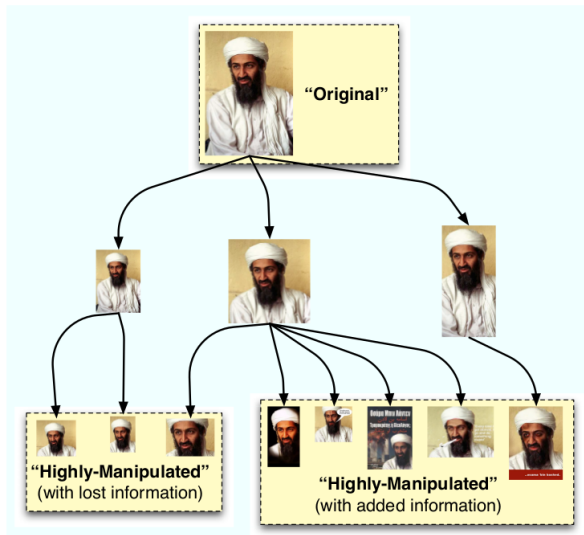 “Original”
“Highly-Manipulated”
(with lost information)
“Highly-Manipulated”
(with added information)